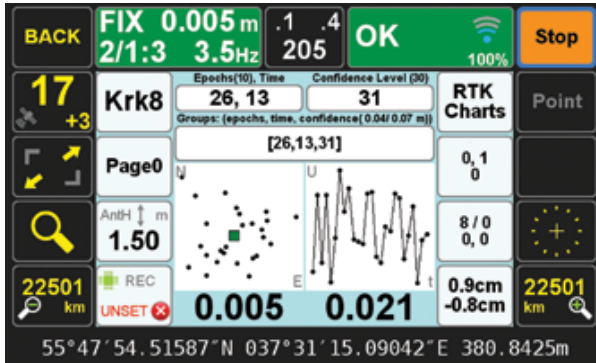 BACK
FIX 0.005 m
2/1:3 3.5Hz
.1 .4
205
OK
100%
Stop
17
+3
Krk8
Epochs(10), Time
26, 13
Confidence Level (30)
31
RTK
Charts
Point
Groups: (epochs, time, confidence( 0.04/ 0.07 m))
[26,13,31]
Page0
0, 1
0
N
E
U
t
AntH m
1.50
8 / 0
0, 0
22501
km
REC
UNSET
0.005
0.021
0.9cm
-0.8cm
22501
km
55°47′54.51587″N 037°31′15.09042″E 380.8425m